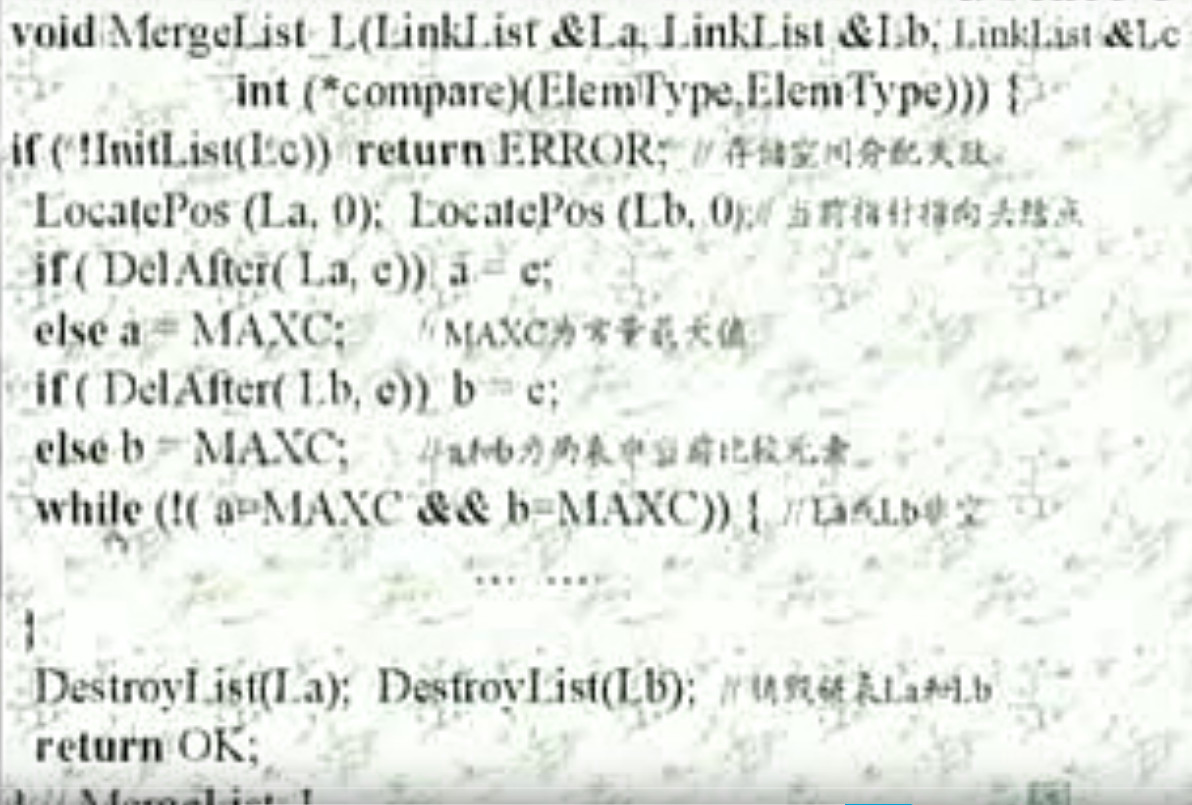 void MergeList_L(LinkList &La, LinkList &Lb, LinkList &Lc
int (*compare)(ElemType,ElemType))) {
if ( !InitList(Lc)) return ERROR; // 存储空间分配失败
LocatePos (La, 0); LocatePos (Lb, 0); // 当前指针指向头结点
if ( DelAfter( La, e)) a = e;
else a = MAXC; // MAXC为常量最大值
if ( DelAfter( Lb, e)) b = e;
else b = MAXC; // a和b为两表中当前比较元素
while (!( a=MAXC && b=MAXC)) { // La或Lb非空
… …
}
DestroyList(La); DestroyList(Lb); // 销毁链表La和Lb
return OK;
} // MergeList_L